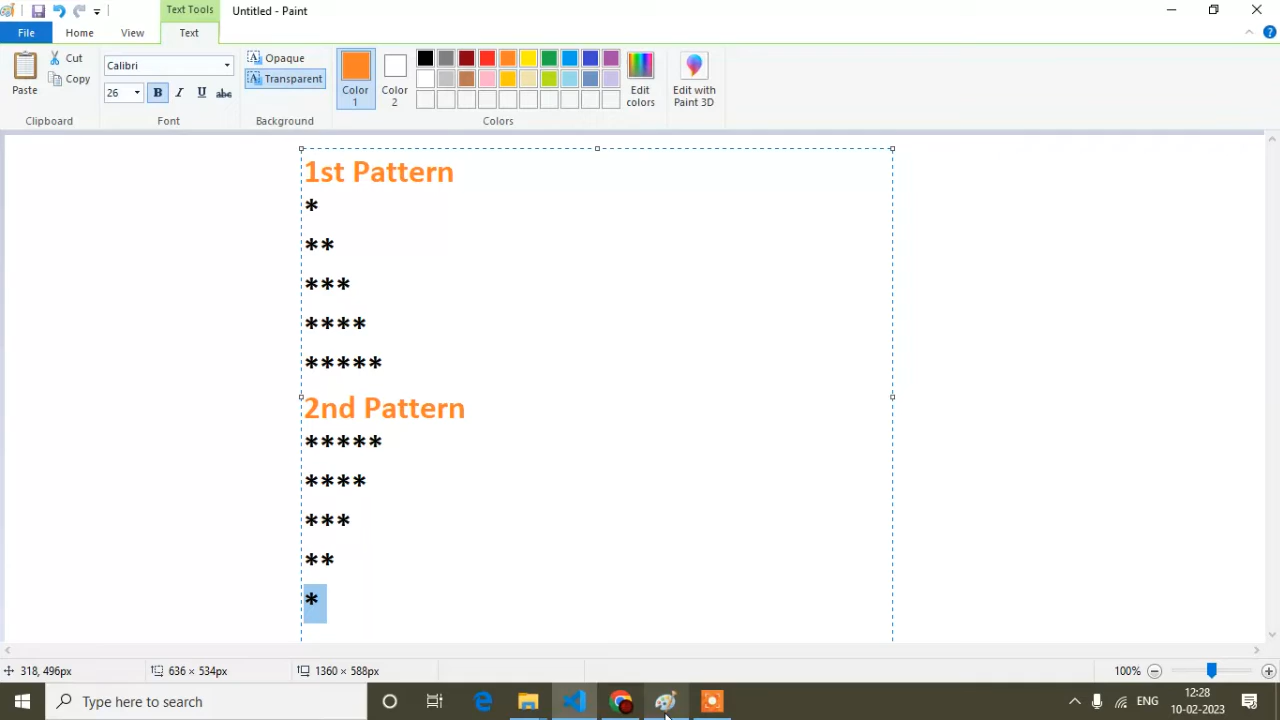 Text Tools
Untitled - Paint
File
Home
View
Text
Paste
Cut
Copy
Clipboard
Calibri
26
B I U abc
Font
Opaque
Transparent
Background
Color 1
Color 2
Edit colors
Colors
Edit with Paint 3D
1st Pattern
*
**
***
****
*****
2nd Pattern
*****
****
***
**
*
318, 496px
636 × 534px
1360 × 588px
100%
Type here to search
ENG
12:28
10-02-2023